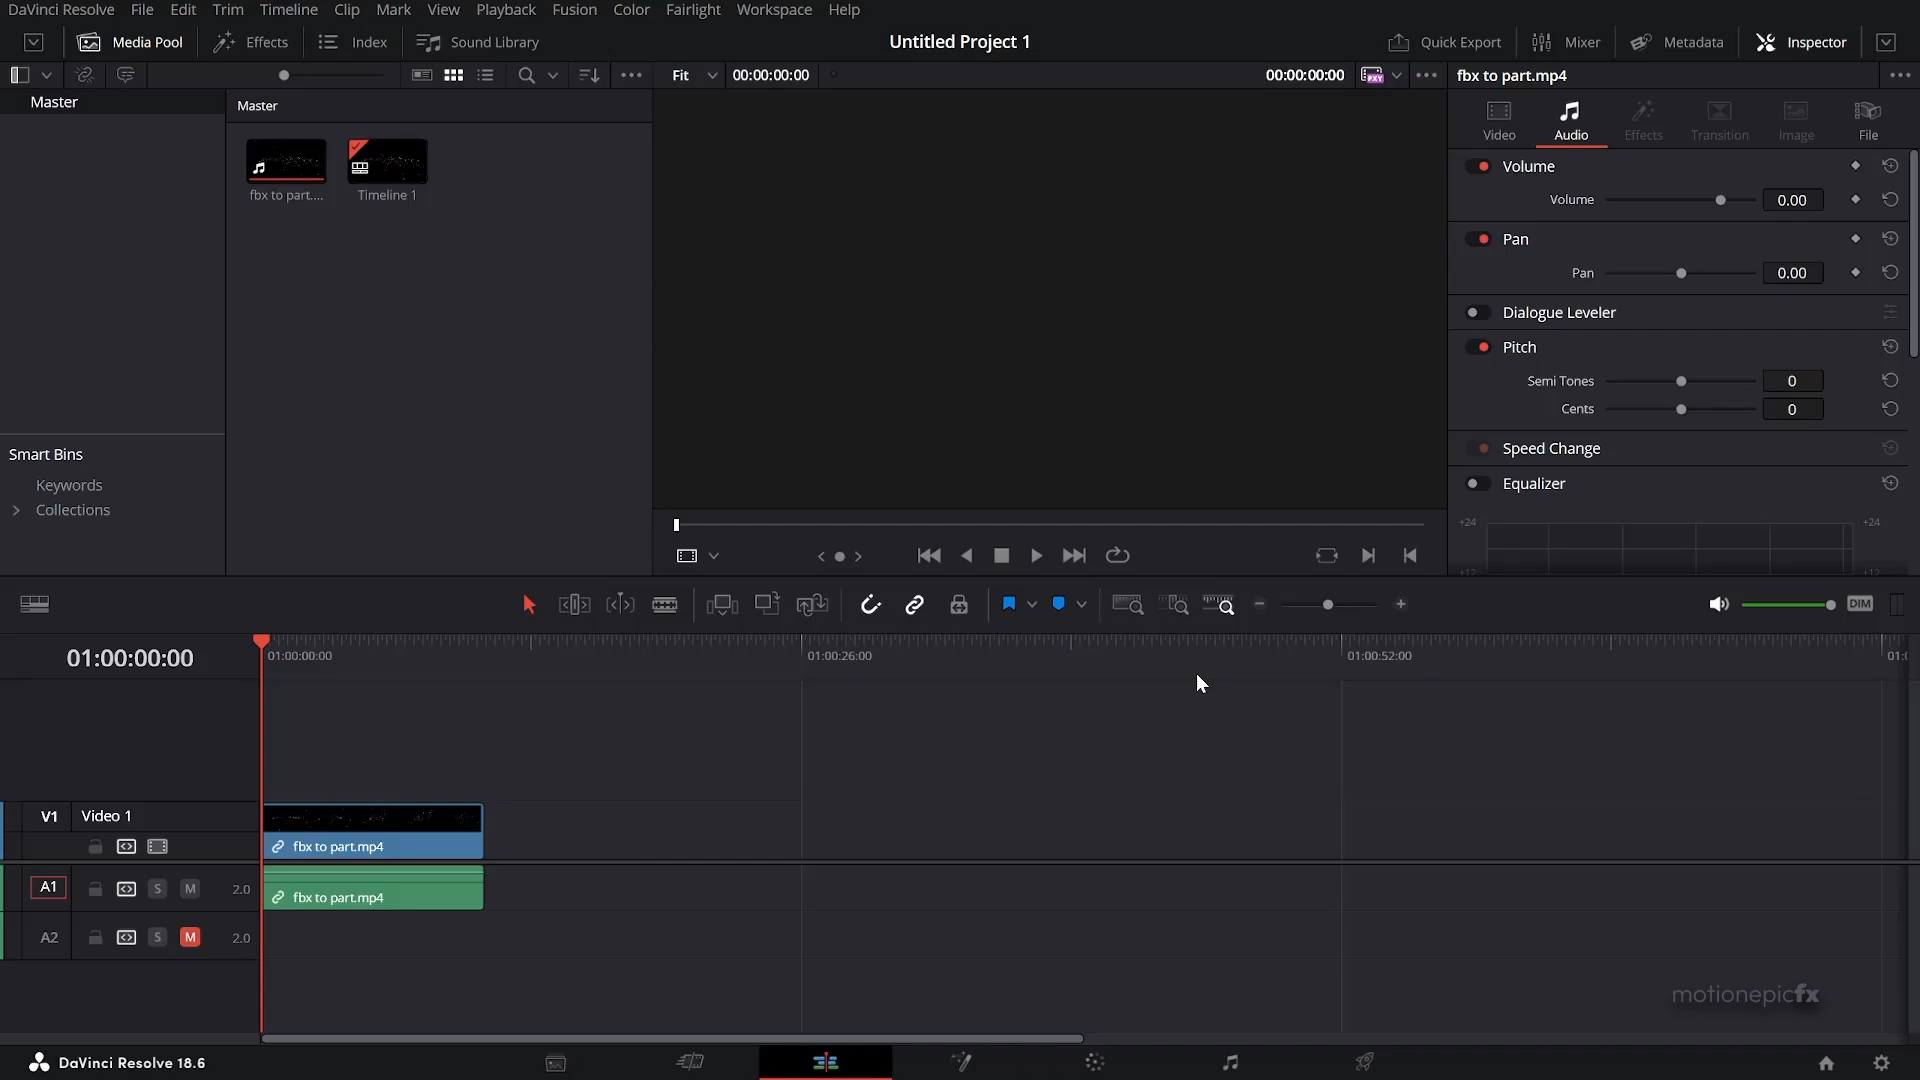 DaVinci Resolve File Edit Trim Timeline Clip Mark View Playback Fusion Color Fairlight Workspace Help
Media Pool Effects Index Sound Library Untitled Project 1 Quick Export Mixer Metadata Inspector
Fit 00:00:00:00 00:00:00:00 PXY fbx to part.mp4
Master Master
Video Audio Effects Transition Image File
fbx to part.... Timeline 1
Volume
Volume 0.00
Pan
Pan 0.00
Dialogue Leveler
Pitch
Semi Tones 0
Cents 0
Speed Change
Equalizer
+24 +24
+12 +12
Smart Bins
Keywords
Collections
DIM
01:00:00:00 01:00:00:00 01:00:26:00 01:00:52:00
V1 Video 1
fbx to part.mp4
A1 S M 2.0 fbx to part.mp4
A2 S M 2.0
motionepicfx
DaVinci Resolve 18.6